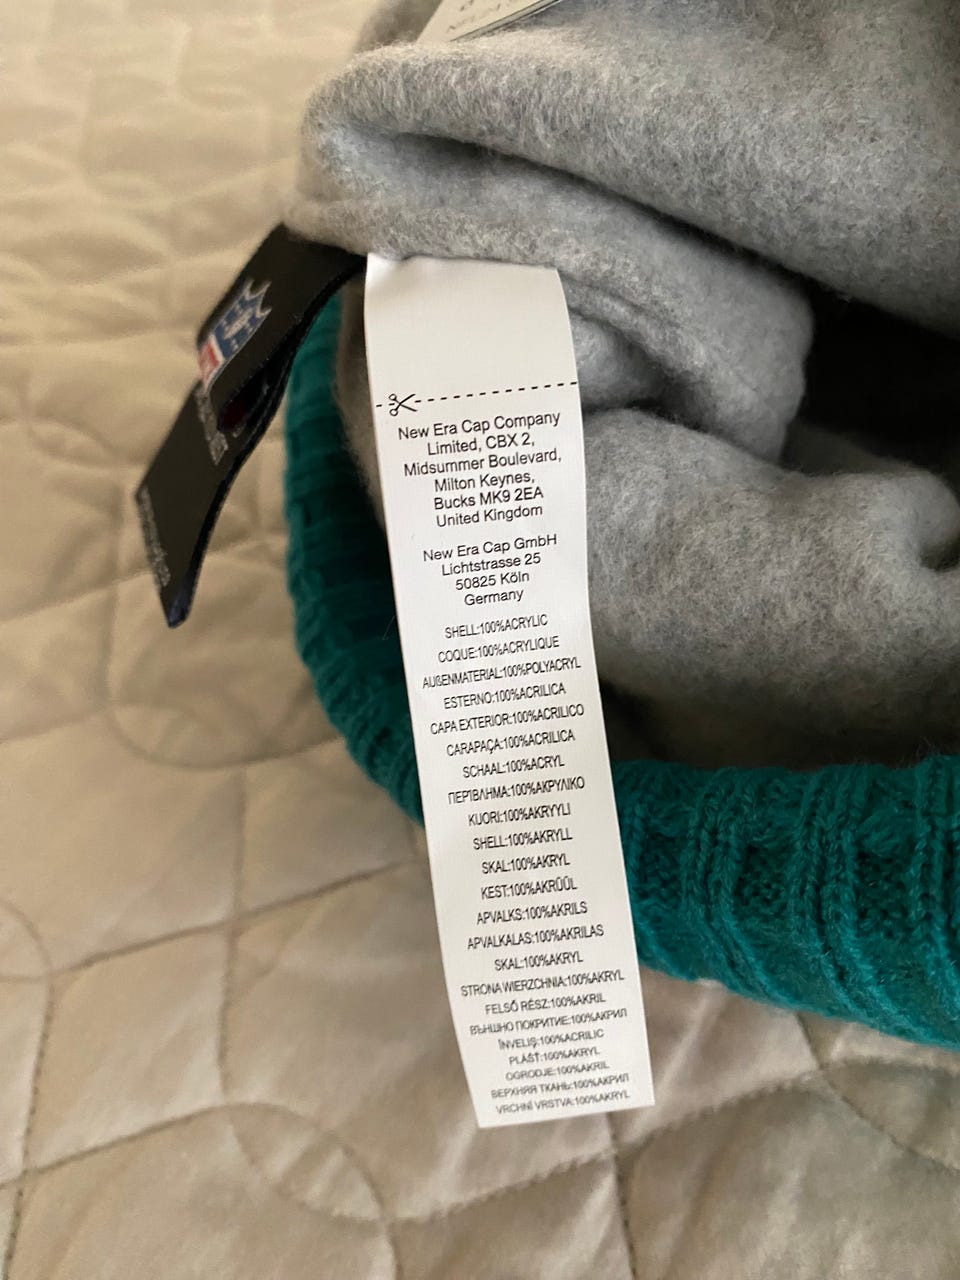 New Era Cap Company
Limited, CBX 2,
Midsummer Boulevard,
Milton Keynes,
Bucks MK9 2EA
United Kingdom
New Era Cap GmbH
Lichtstrasse 25
50825 Köln
Germany
SHELL:100%ACRYLIC
COQUE:100%ACRYLIQUE
AUßENMATERIAL:100%POLYACRYL
ESTERNO:100%ACRILICA
CAPA EXTERIOR:100%ACRILICO
CARAPAÇA:100%ACRILICA
SCHAAL:100%ACRYL
ΠΕΡΊΒΛΗΜΑ:100%ΑΚΡΥΛΙΚΟ
KUORI:100%AKRYYLI
SHELL:100%AKRYLL
SKAL:100%AKRYL
KEST:100%AKRÜÜL
APVALKS:100%AKRILS
APVALKALAS:100%AKRILAS
SKAL:100%AKRYL
STRONA WIERZCHNIA:100%AKRYL
FELSŐ RÉSZ:100%AKRIL
ВЪНШНО ПОКРИТИЕ:100%АКРИЛ
ÎNVELIŞ:100%ACRILIC
PLÁŠŤ:100%AKRYL
OGRODJE:100%AKRIL
ВЕРХНЯЯ ТКАНЬ:100%АКРИЛ
VRCHNÍ VRSTVA:100%AKRYL